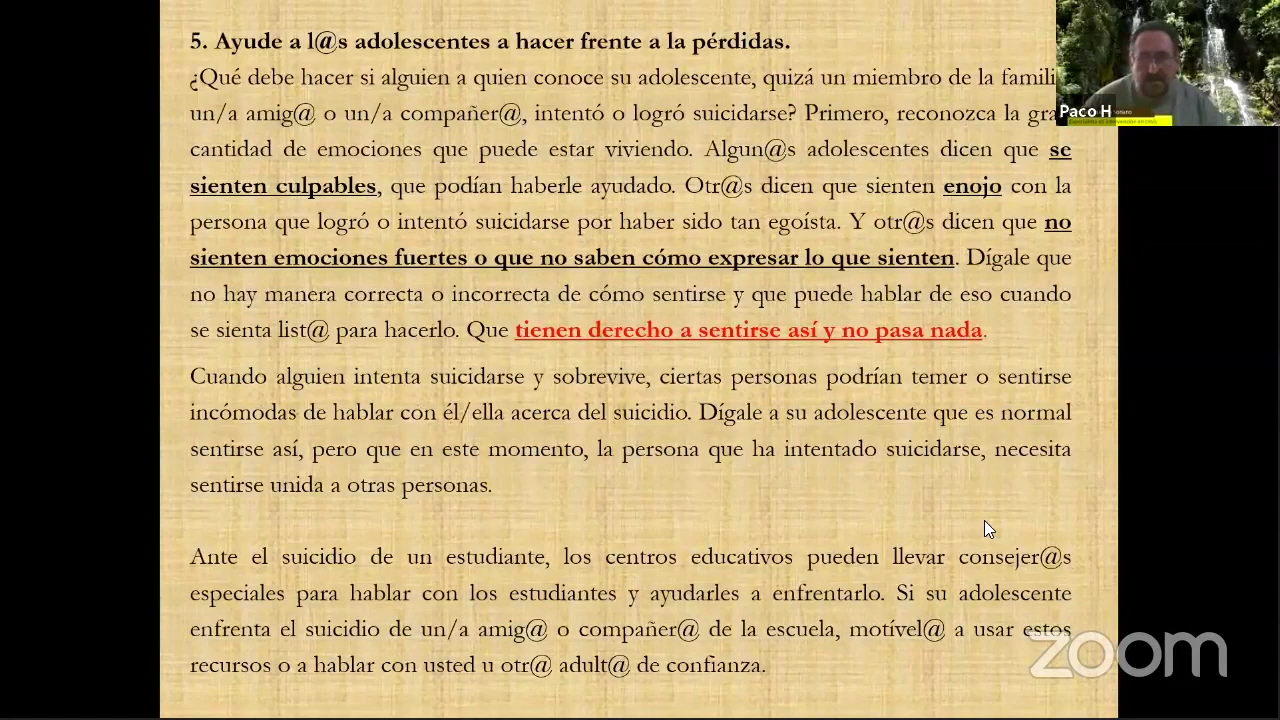 5. Ayude a l@s adolescentes a hacer frente a la pérdidas.
¿Qué debe hacer si alguien a quien conoce su adolescente, quizá un miembro de la famili
un/a amig@ o un/a compañer@, intentó o logró suicidarse? Primero, reconozca la gra
cantidad de emociones que puede estar viviendo. Algun@s adolescentes dicen que se
sienten culpables, que podían haberle ayudado. Otr@s dicen que sienten enojo con la
persona que logró o intentó suicidarse por haber sido tan egoísta. Y otr@s dicen que no
sienten emociones fuertes o que no saben cómo expresar lo que sienten. Dígale que
no hay manera correcta o incorrecta de cómo sentirse y que puede hablar de eso cuando
se sienta list@ para hacerlo. Que tienen derecho a sentirse así y no pasa nada.
Cuando alguien intenta suicidarse y sobrevive, ciertas personas podrían temer o sentirse
incómodas de hablar con él/ella acerca del suicidio. Dígale a su adolescente que es normal
sentirse así, pero que en este momento, la persona que ha intentado suicidarse, necesita
sentirse unida a otras personas.
Ante el suicidio de un estudiante, los centros educativos pueden llevar consejer@s
especiales para hablar con los estudiantes y ayudarles a enfrentarlo. Si su adolescente
enfrenta el suicidio de un/a amig@ o compañer@ de la escuela, motível@ a usar estos
recursos o a hablar con usted u otr@ adult@ de confianza.
Paco H
zoom